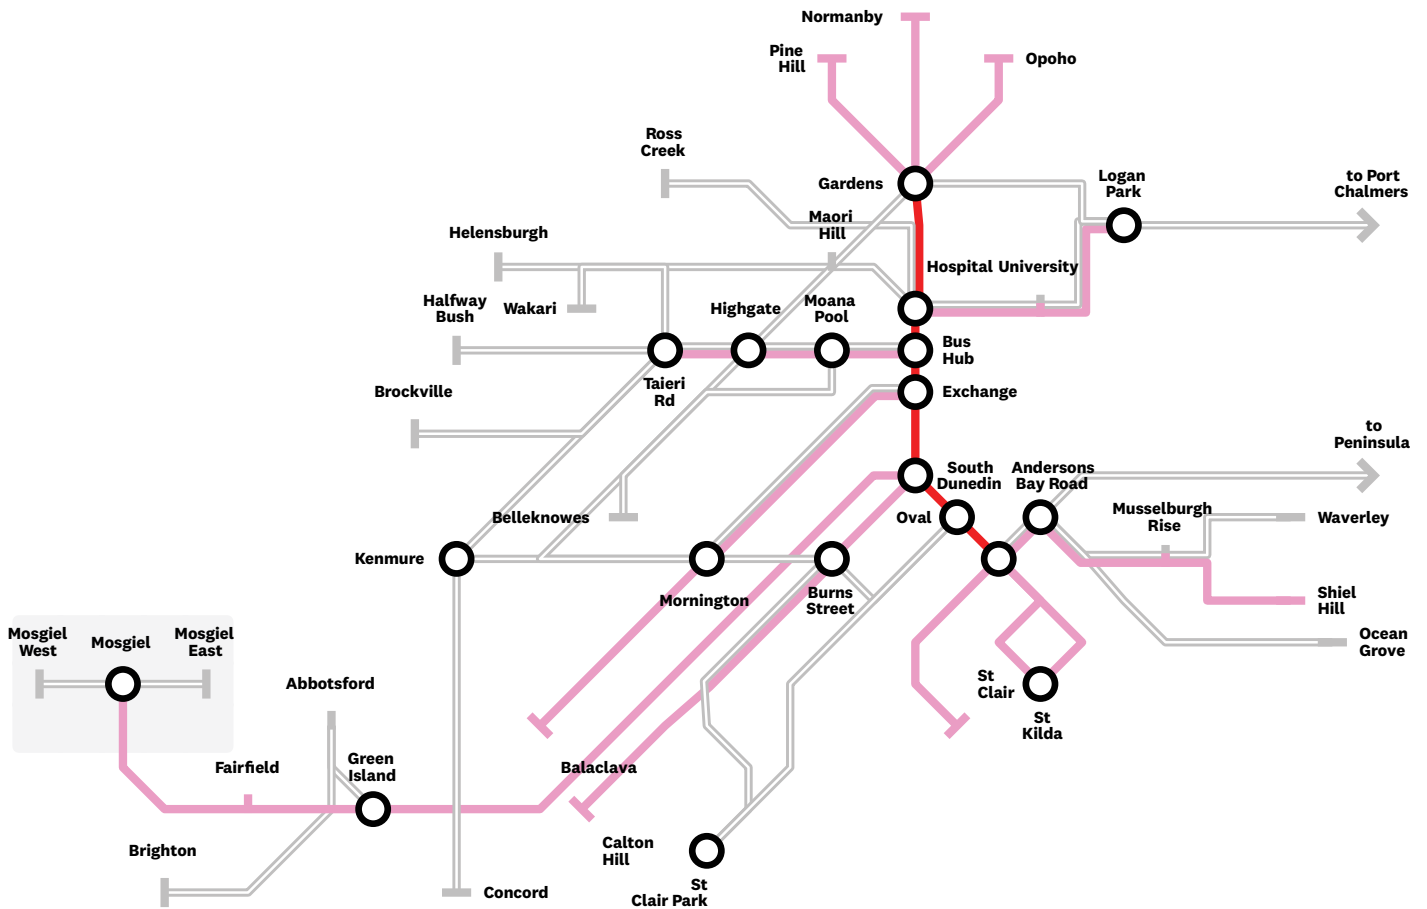 Normanby
Pine
Hill
Opoho
Ross
Creek
Gardens
Logan
Park
to Port
Chalmers
Maori
Hill
Helensburgh
Hospital University
Halfway
Bush
Wakari
Highgate
Moana
Pool
Bus
Hub
Taieri
Rd
Brockville
Exchange
to
Peninsula
South
Dunedin
Andersons
Bay Road
Musselburgh
Rise
Belleknowes
Oval
Waverley
Kenmure
Mornington
Burns
Street
Shiel
Hill
Mosgiel
West
Mosgiel
Mosgiel
East
Ocean
Grove
Abbotsford
St
Clair
St
Kilda
Fairfield
Green
Island
Balaclava
Brighton
Calton
Hill
Concord
St
Clair Park